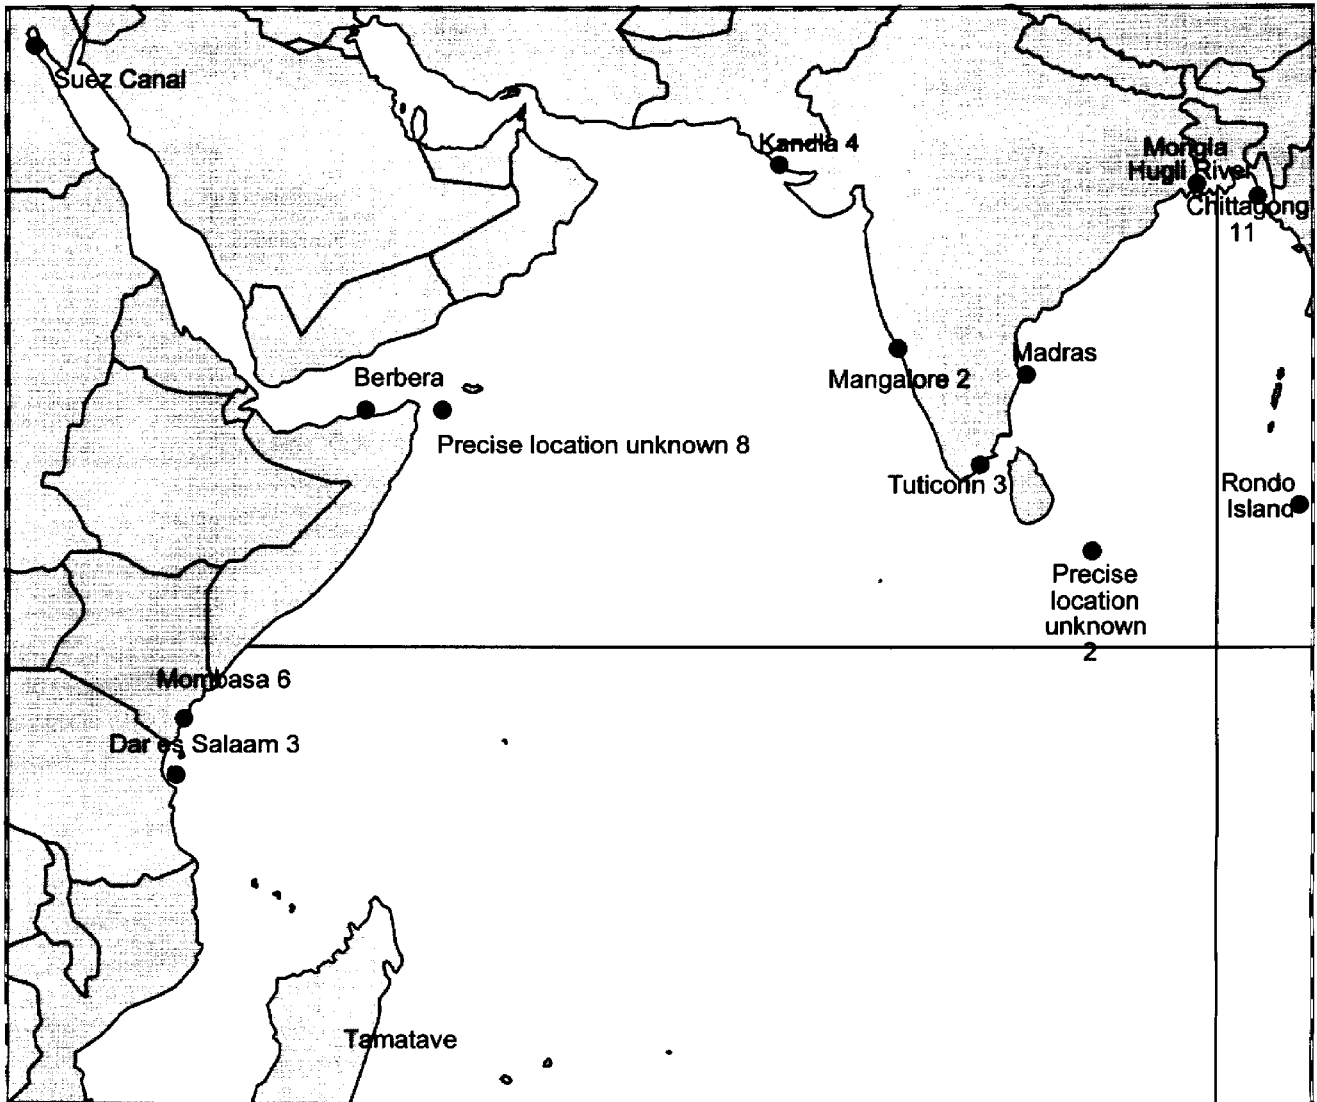 Suez Canal
Kandla 4
Mongla
Hugli River
Chittagong
11
Madras
Mangalore 2
Berbera
Precise location unknown 8
Tuticorin 3
Rondo
Island
Precise
location
unknown
2
Mombasa 6
Dar es Salaam 3
Tamatave